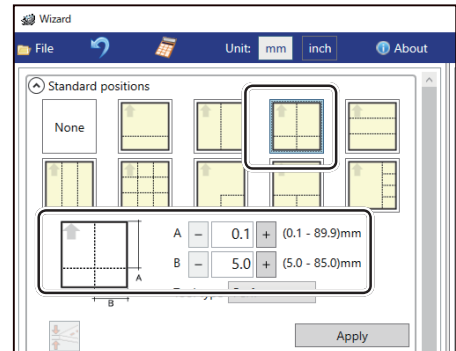 Wizard
File Unit: mm inch About
Standard positions
None
A − 0.1 + (0.1 - 89.9)mm
B − 5.0 + (5.0 - 85.0)mm
A
B
Apply